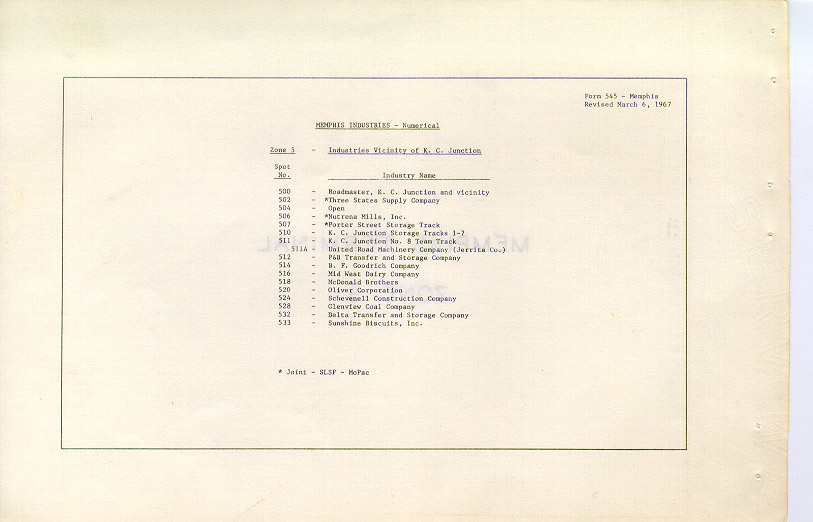 Form 545 - Memphis
Revised March 6, 1967
MEMPHIS INDUSTRIES - Numerical
Zone 5 - Industries Vicinity of K. C. Junction
Spot
No. Industry Name
500 - Roadmaster, K. C. Junction and vicinity
502 - *Three States Supply Company
504 - Open
506 - *Nutrena Mills, Inc.
507 - *Porter Street Storage Track
510 - K. C. Junction Storage Tracks 1-7
511 - K. C. Junction No. 8 Team Track
511A - United Road Machinery Company (Jerrita Co.)
512 - P&B Transfer and Storage Company
514 - B. F. Goodrich Company
516 - Mid West Dairy Company
518 - McDonald Brothers
520 - Oliver Corporation
524 - Schevenell Construction Company
528 - Glenview Coal Company
532 - Delta Transfer and Storage Company
533 - Sunshine Biscuits, Inc.
* Joint - SLSF - MoPac